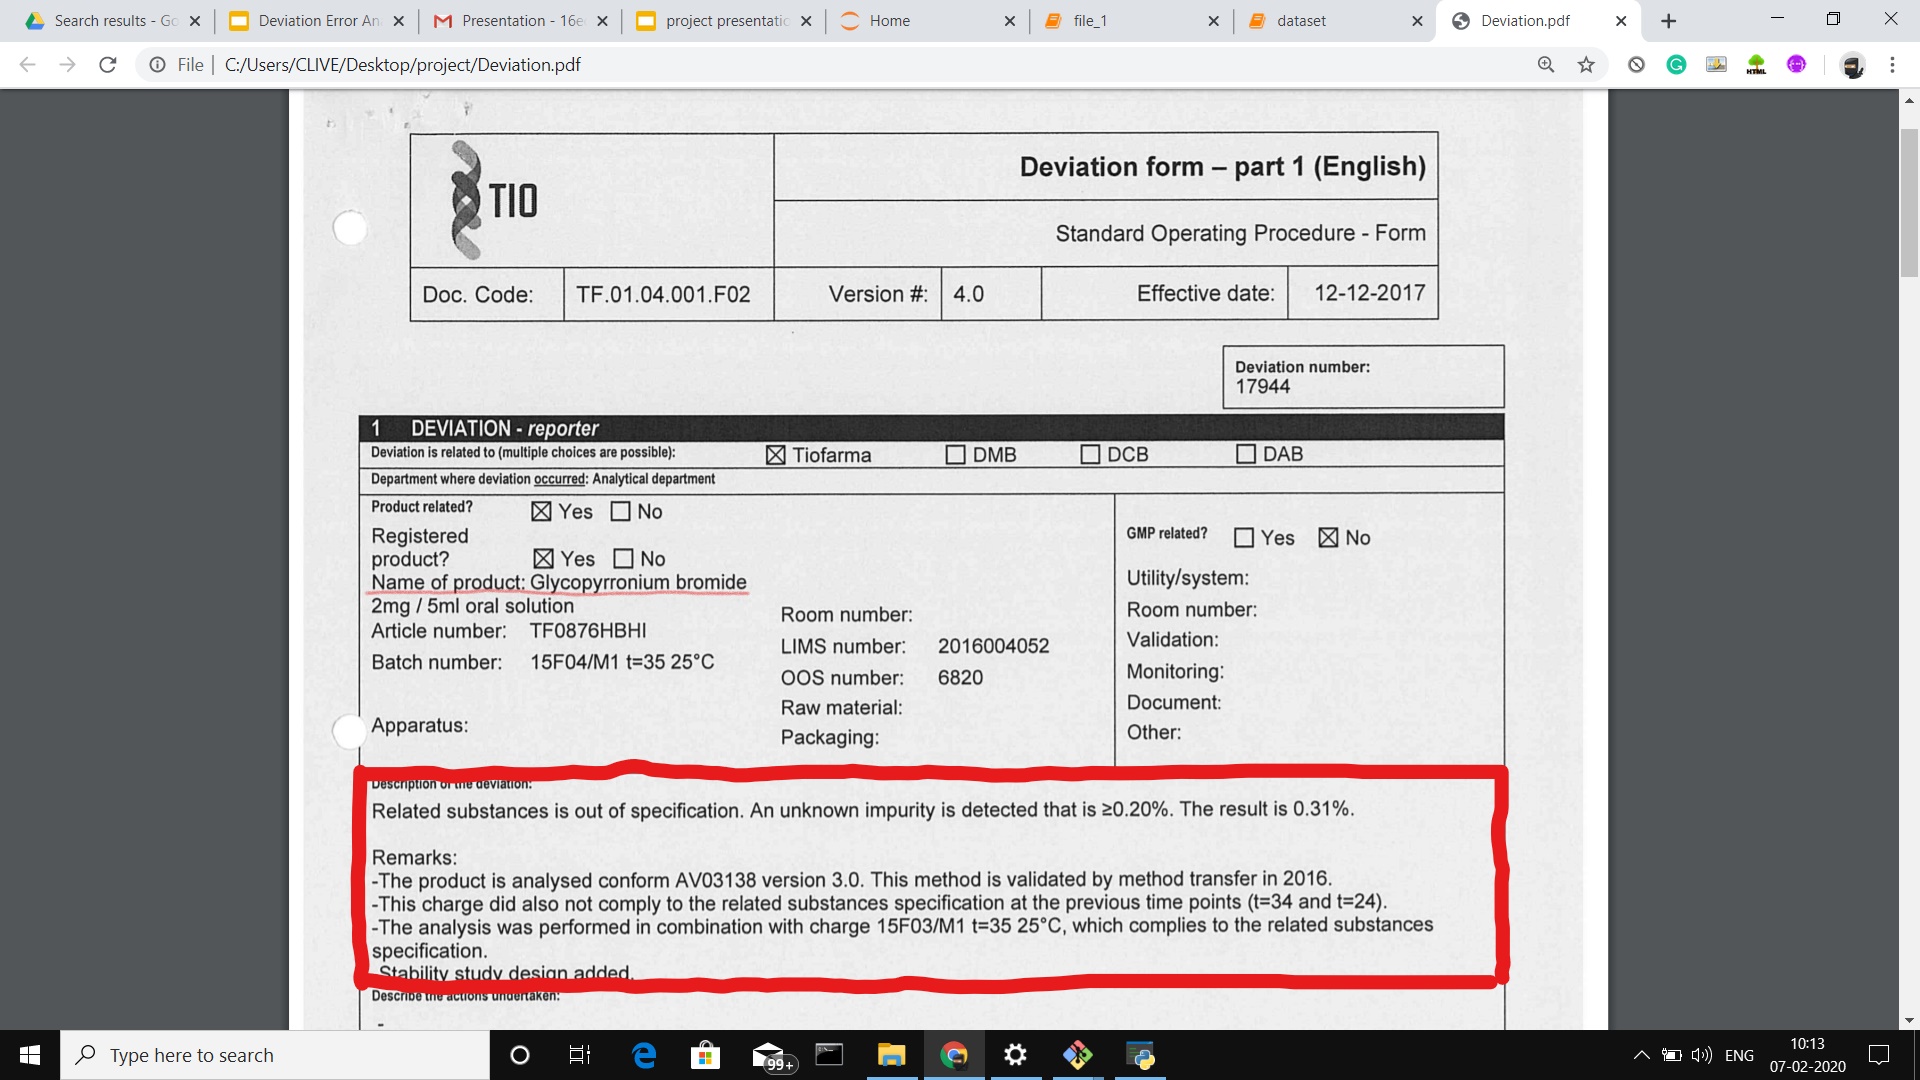 Search results - Go
Deviation Error An
Presentation - 16e
project presentatio
Home
file_1
dataset
Deviation.pdf
File | C:/Users/CLIVE/Desktop/project/Deviation.pdf
TIO
Deviation form – part 1 (English)
Standard Operating Procedure - Form
Doc. Code: TF.01.04.001.F02 Version #: 4.0 Effective date: 12-12-2017
Deviation number:
17944
1 DEVIATION - reporter
Deviation is related to (multiple choices are possible): Tiofarma DMB DCB DAB
Department where deviation occurred: Analytical department
Product related? Yes No
Registered
product? Yes No
Name of product: Glycopyrronium bromide
2mg / 5ml oral solution
Article number: TF0876HBHI
Batch number: 15F04/M1 t=35 25°C
Apparatus:
Room number:
LIMS number: 2016004052
OOS number: 6820
Raw material:
Packaging:
GMP related? Yes No
Utility/system:
Room number:
Validation:
Monitoring:
Document:
Other:
Description of the deviation:
Related substances is out of specification. An unknown impurity is detected that is ≥0.20%. The result is 0.31%.
Remarks:
-The product is analysed conform AV03138 version 3.0. This method is validated by method transfer in 2016.
-This charge did also not comply to the related substances specification at the previous time points (t=34 and t=24).
-The analysis was performed in combination with charge 15F03/M1 t=35 25°C, which complies to the related substances
specification.
Stability study design added.
Describe the actions undertaken:
-
Type here to search
99+
ENG
10:13
07-02-2020